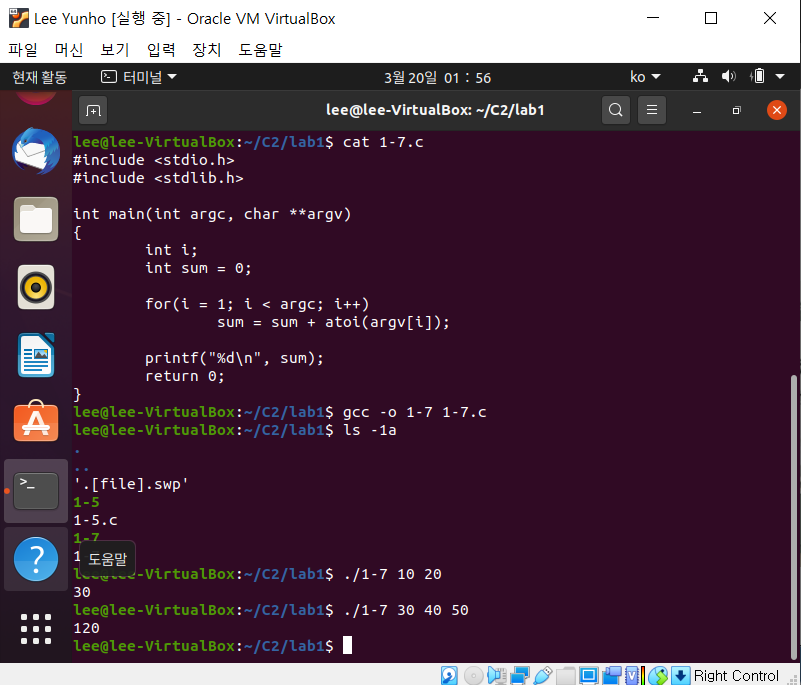 Lee Yunho [실행 중] - Oracle VM VirtualBox
파일 머신 보기 입력 장치 도움말
현재 활동 터미널 3월 20일 01 : 56 ko
lee@lee-VirtualBox: ~/C2/lab1
lee@lee-VirtualBox:~/C2/lab1$ cat 1-7.c
#include <stdio.h>
#include <stdlib.h>
int main(int argc, char **argv)
{
int i;
int sum = 0;
for(i = 1; i < argc; i++)
sum = sum + atoi(argv[i]);
printf("%d\n", sum);
return 0;
}
lee@lee-VirtualBox:~/C2/lab1$ gcc -o 1-7 1-7.c
lee@lee-VirtualBox:~/C2/lab1$ ls -1a
.
..
'.[file].swp'
1-5
1-5.c
1-7
1
도움말
lee@lee-VirtualBox:~/C2/lab1$ ./1-7 10 20
30
lee@lee-VirtualBox:~/C2/lab1$ ./1-7 30 40 50
120
lee@lee-VirtualBox:~/C2/lab1$
Right Control